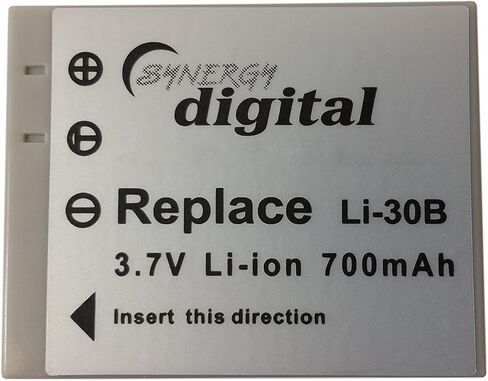 SYNERGY
digital
Replace Li-30B
3.7V Li-ion 700mAh
Insert this direction